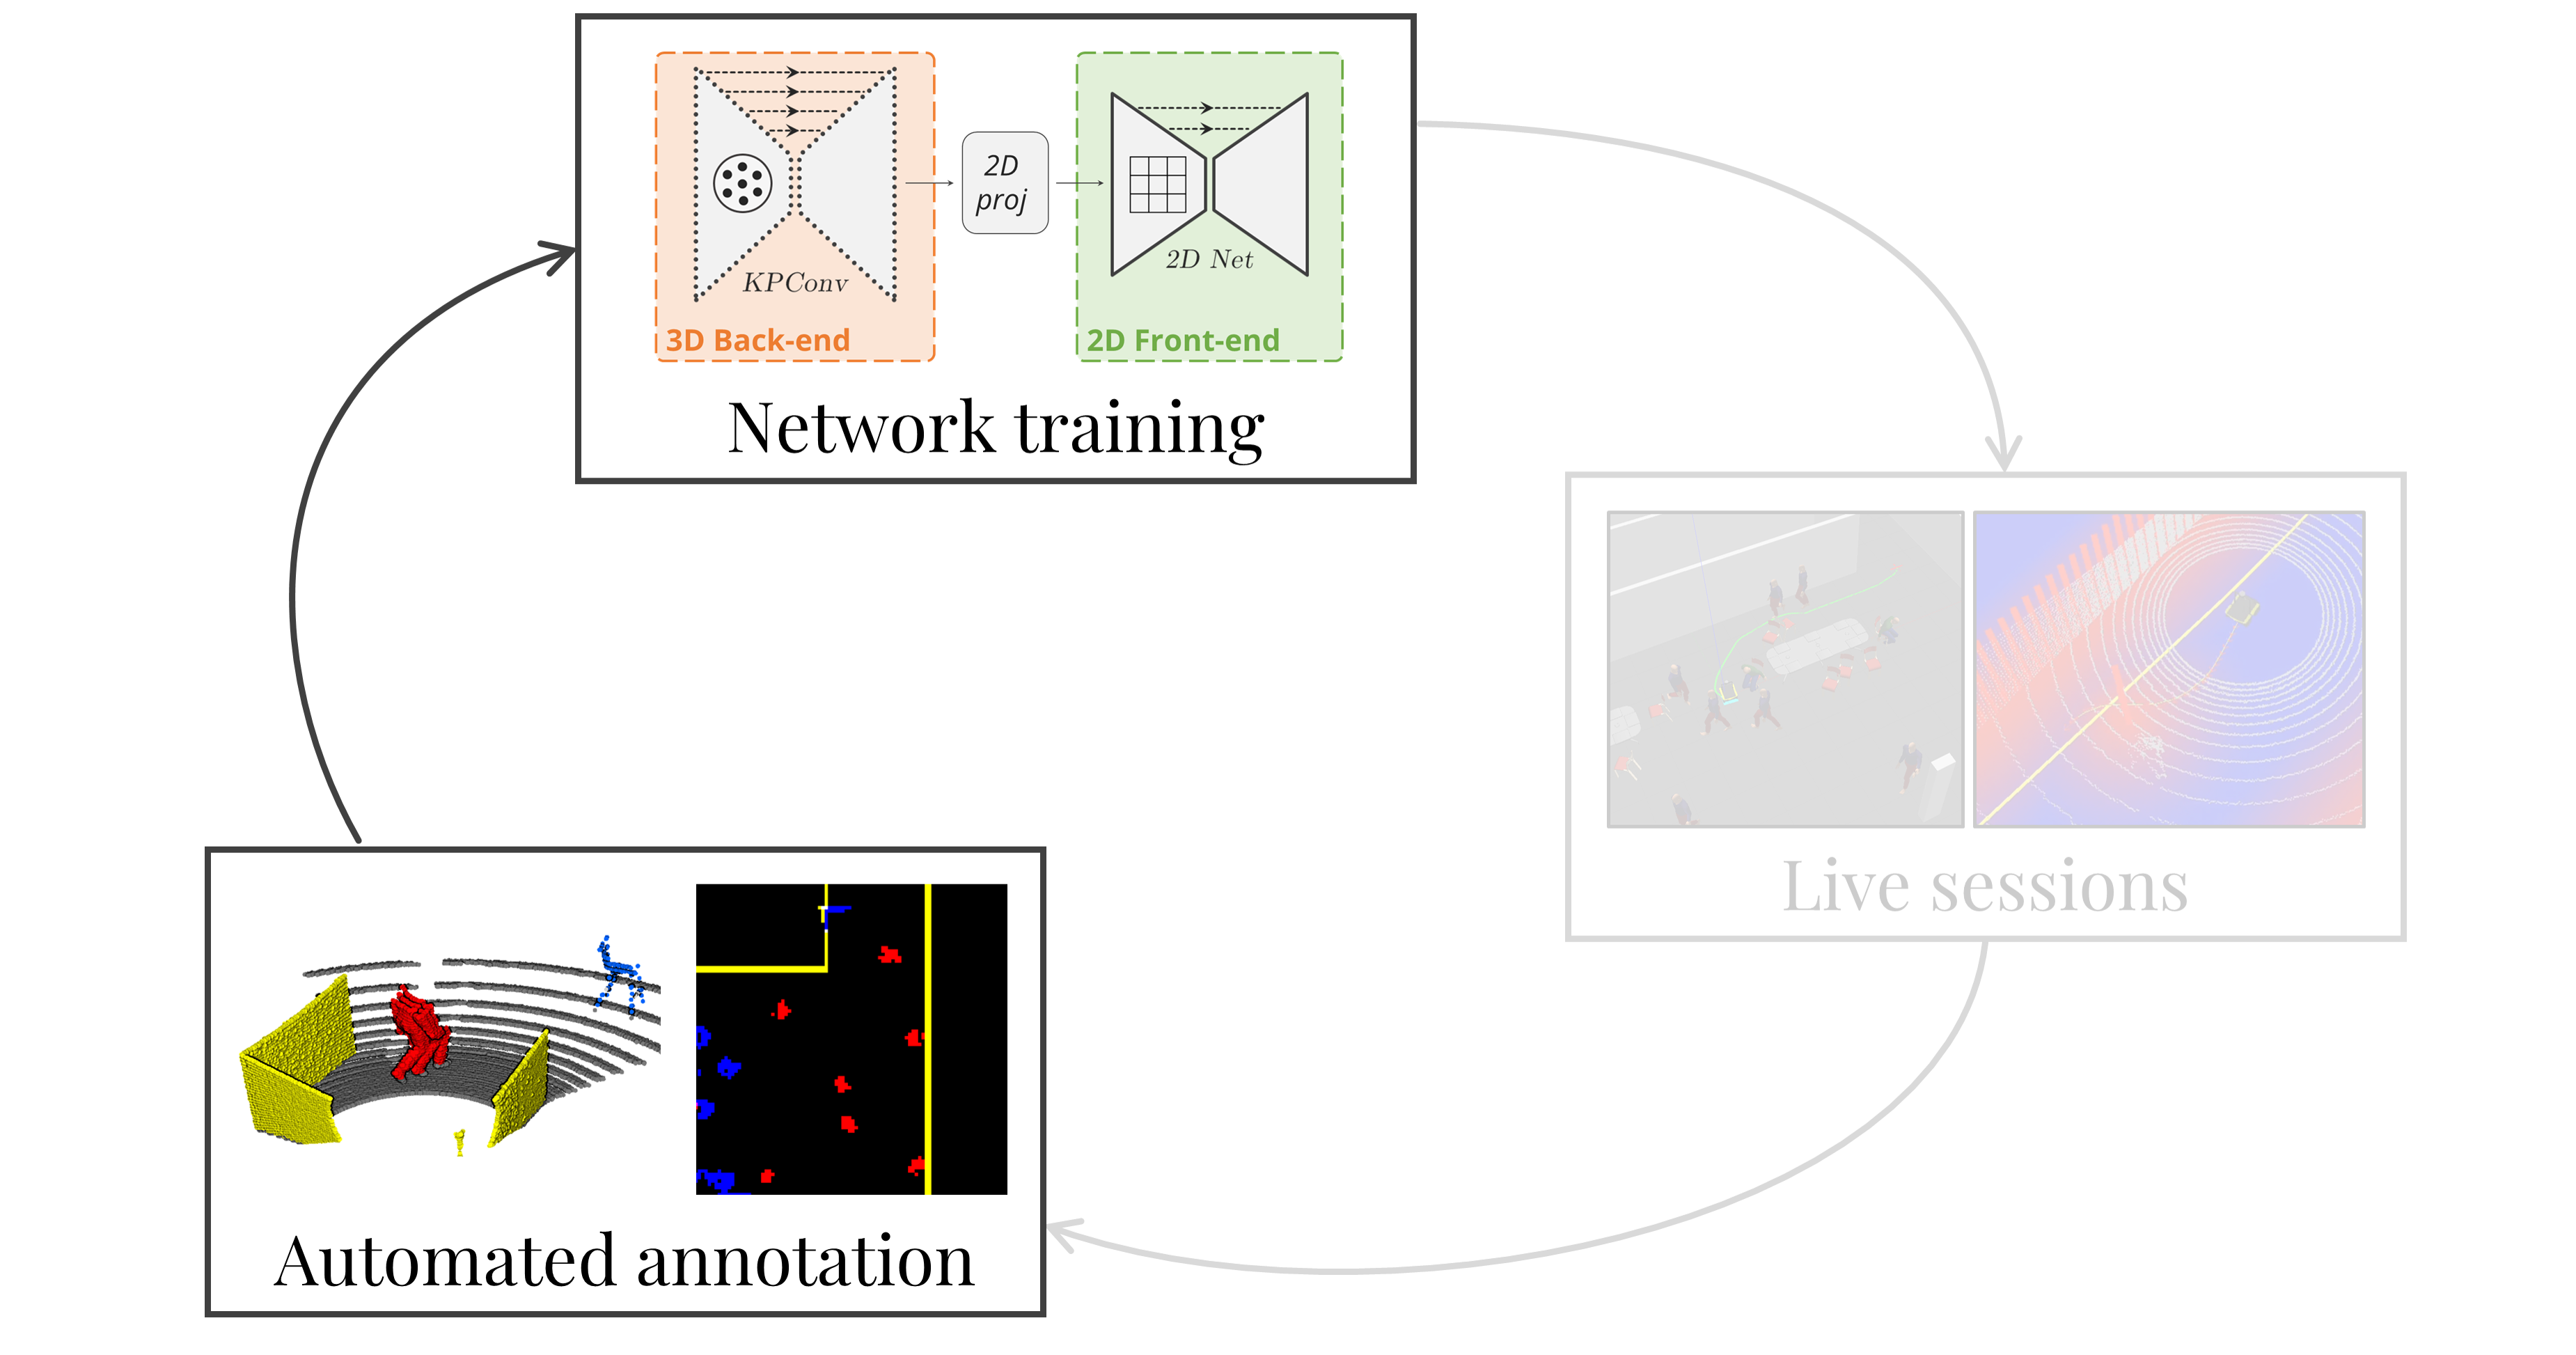 KPConv
3D Back-end
2D
proj
2D Net
2D Front-end
Network training
Live sessions
Automated annotation